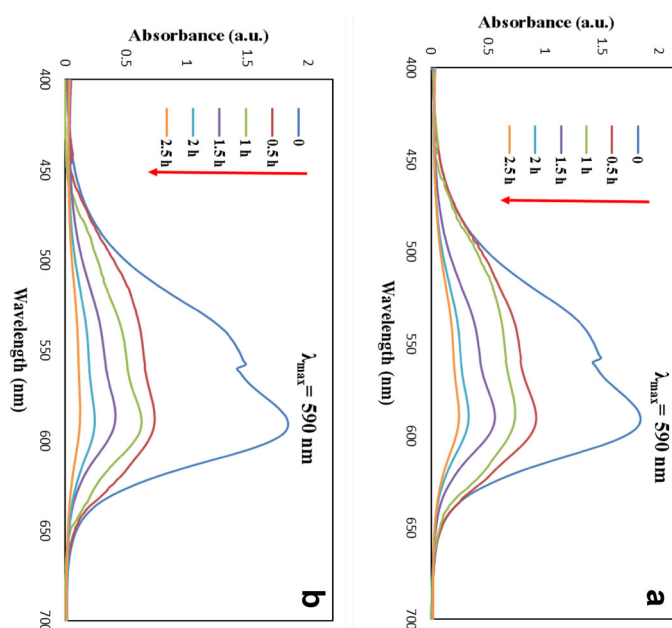 a
λmax= 590 nm
Absorbance (a.u.)
2
1.5
1
0.5
0
0
0.5 h
1 h
1.5 h
2 h
2.5 h
400
450
500
550
600
650
700
Wavelength (nm)
b
λmax= 590 nm
Absorbance (a.u.)
2
1.5
1
0.5
0
0
0.5 h
1 h
1.5 h
2 h
2.5 h
400
450
500
550
600
650
700
Wavelength (nm)